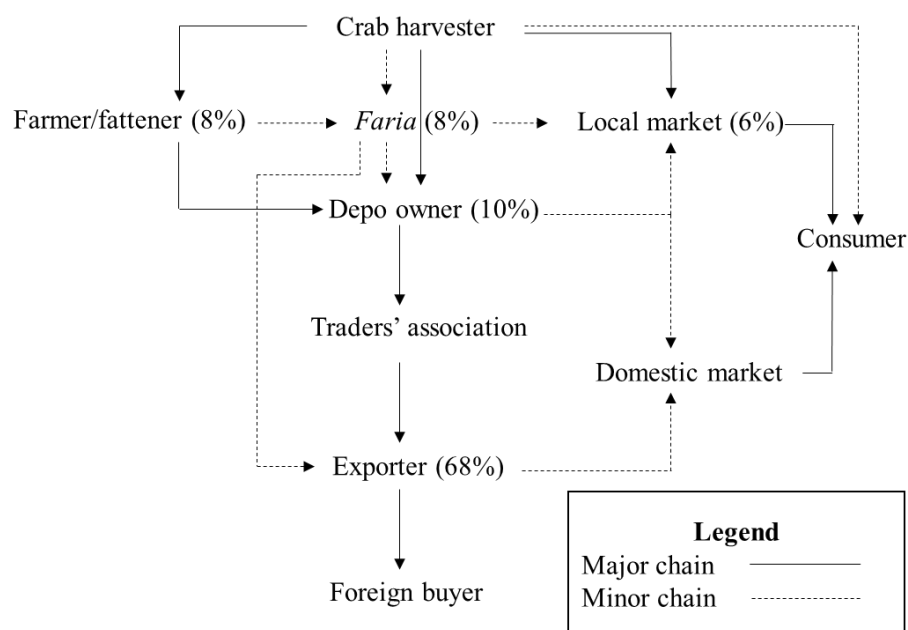 Crab harvester
Farmer/fattener (8%)
Faria (8%)
Local market (6%)
Depo owner (10%)
Consumer
Traders’ association
Domestic market
Exporter (68%)
Foreign buyer
Legend
Major chain
Minor chain